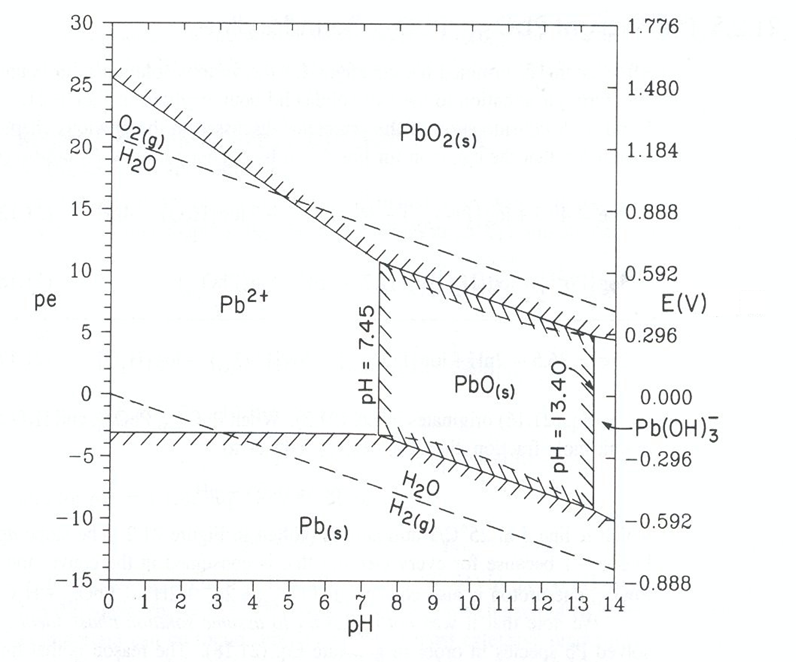 30
25
20
15
10
5
0
−5
−10
−15
pe
0 1 2 3 4 5 6 7 8 9 10 11 12 13 14
pH
1.776
1.480
1.184
0.888
0.592
E(V)
0.296
0.000
−0.296
−0.592
−0.888
O₂(g)
H₂O
PbO₂(s)
Pb²⁺
pH = 7.45
PbO(s)
pH = 13.40
Pb(OH)₃⁻
H₂O
H₂(g)
Pb(s)